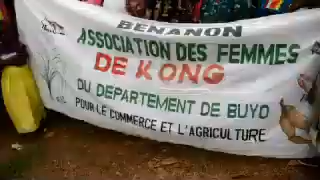 BENANON
ASSOCIATION DES FEMMES
DE KONG
DU DEPARTEMENT DE BUYO
POUR LE COMMERCE ET L'AGRICULTURE